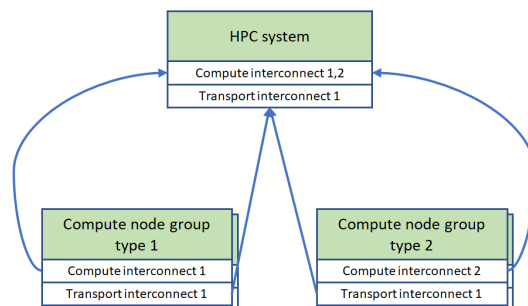 HPC system
Compute interconnect 1,2
Transport interconnect 1
Compute node group
type 1
Compute interconnect 1
Transport interconnect 1
Compute node group
type 2
Compute interconnect 2
Transport interconnect 1